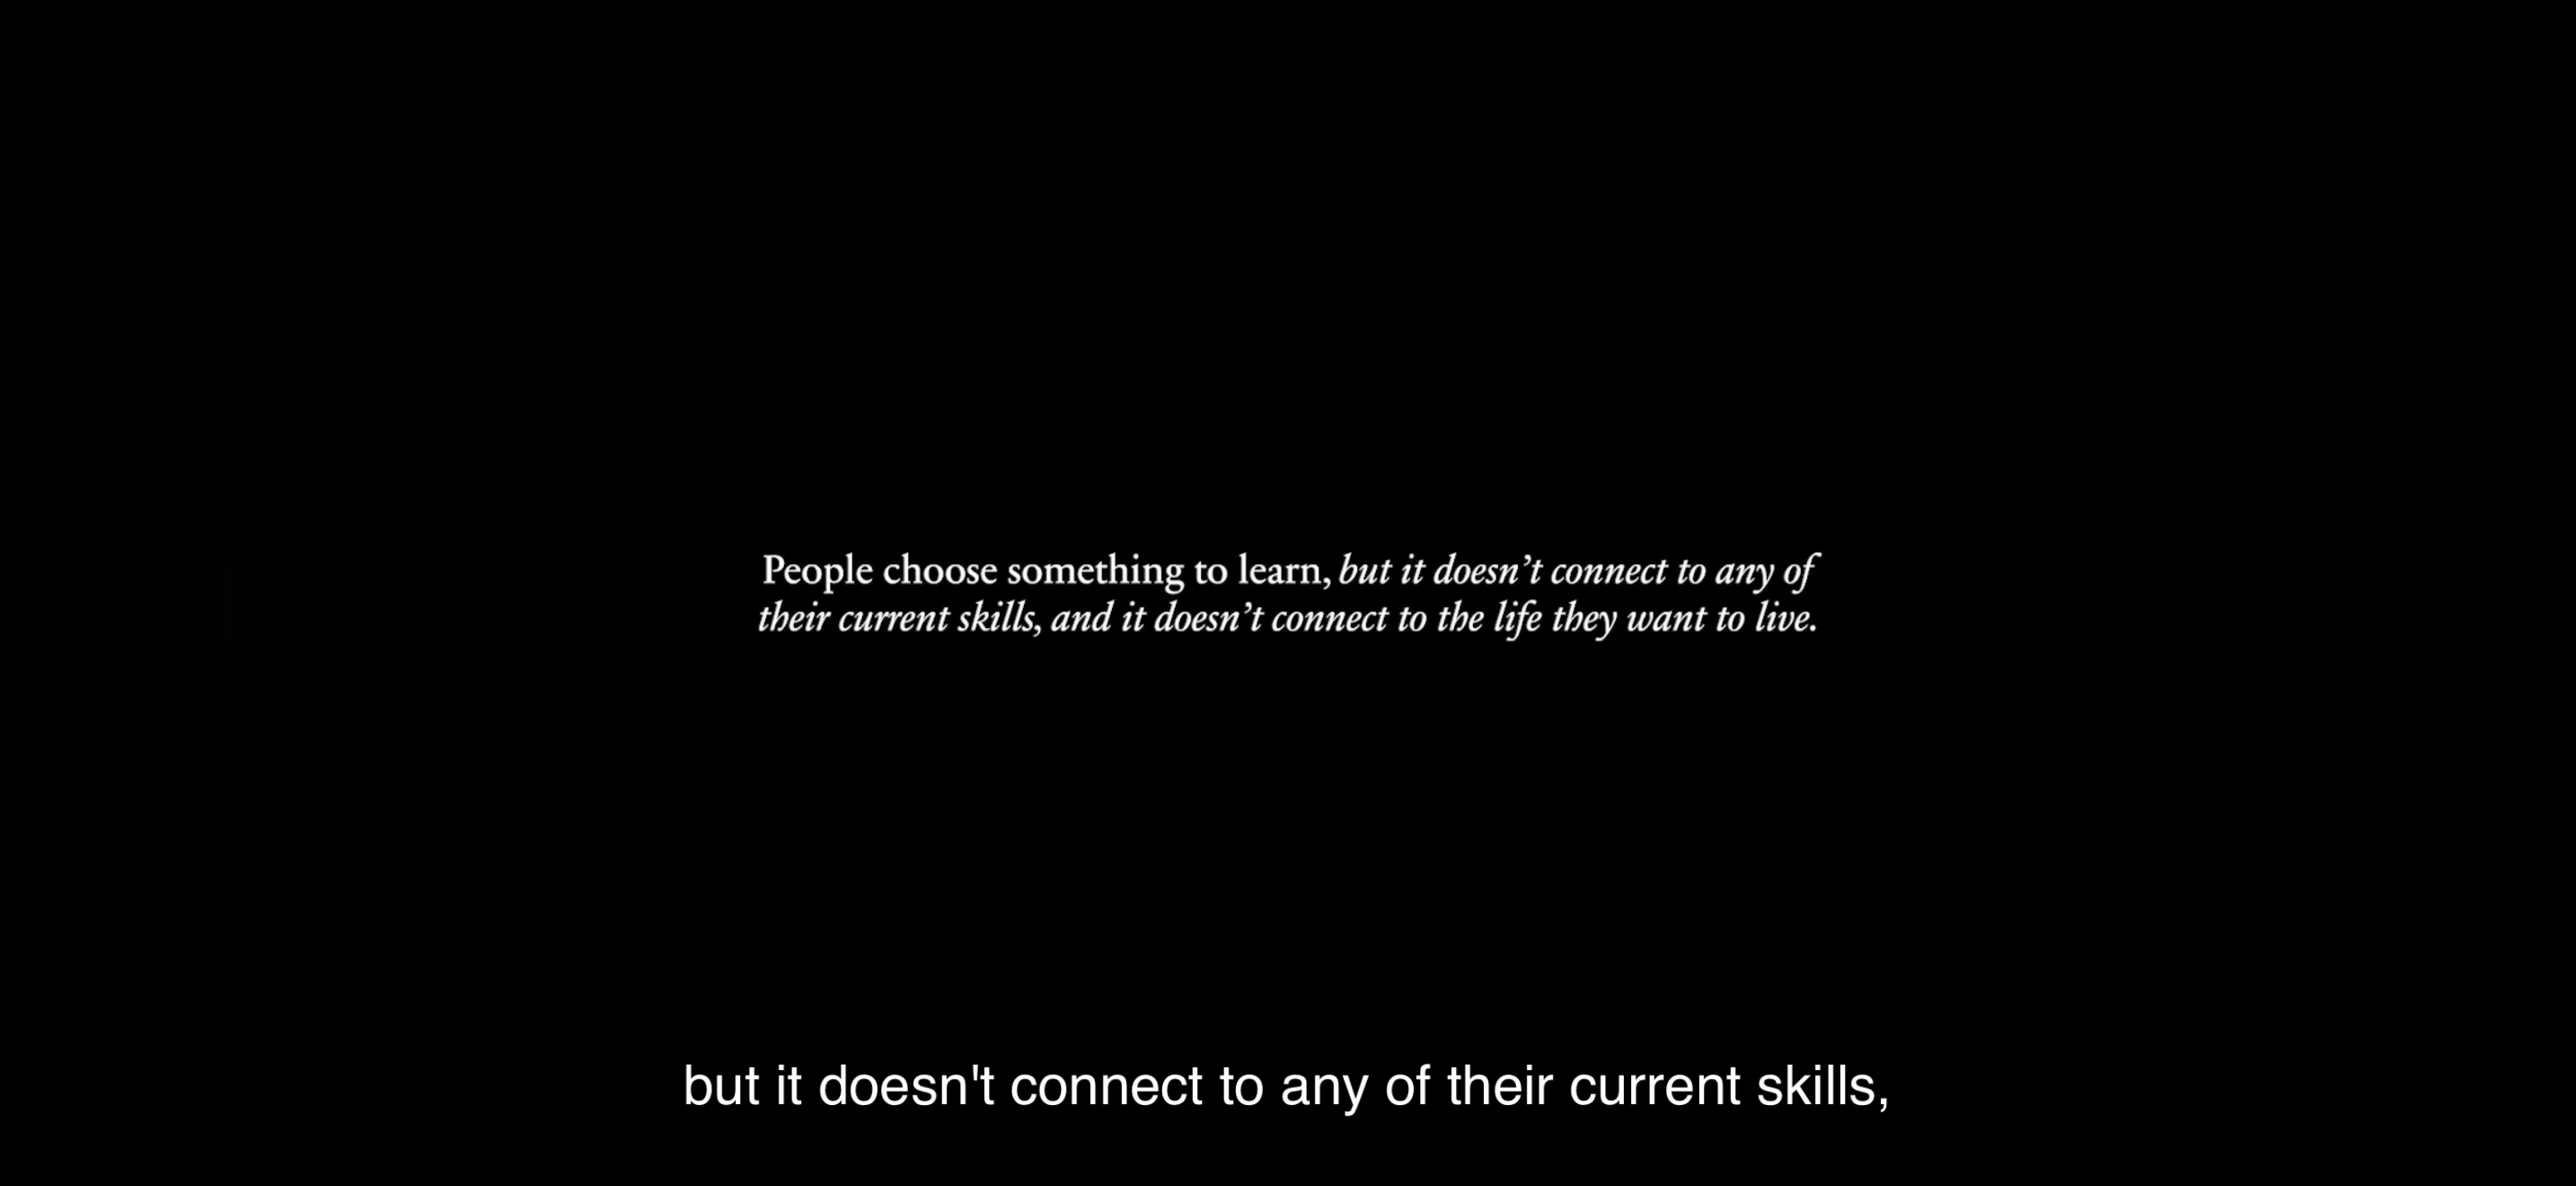 People choose something to learn, but it doesn’t connect to any of
their current skills, and it doesn’t connect to the life they want to live.
but it doesn't connect to any of their current skills,